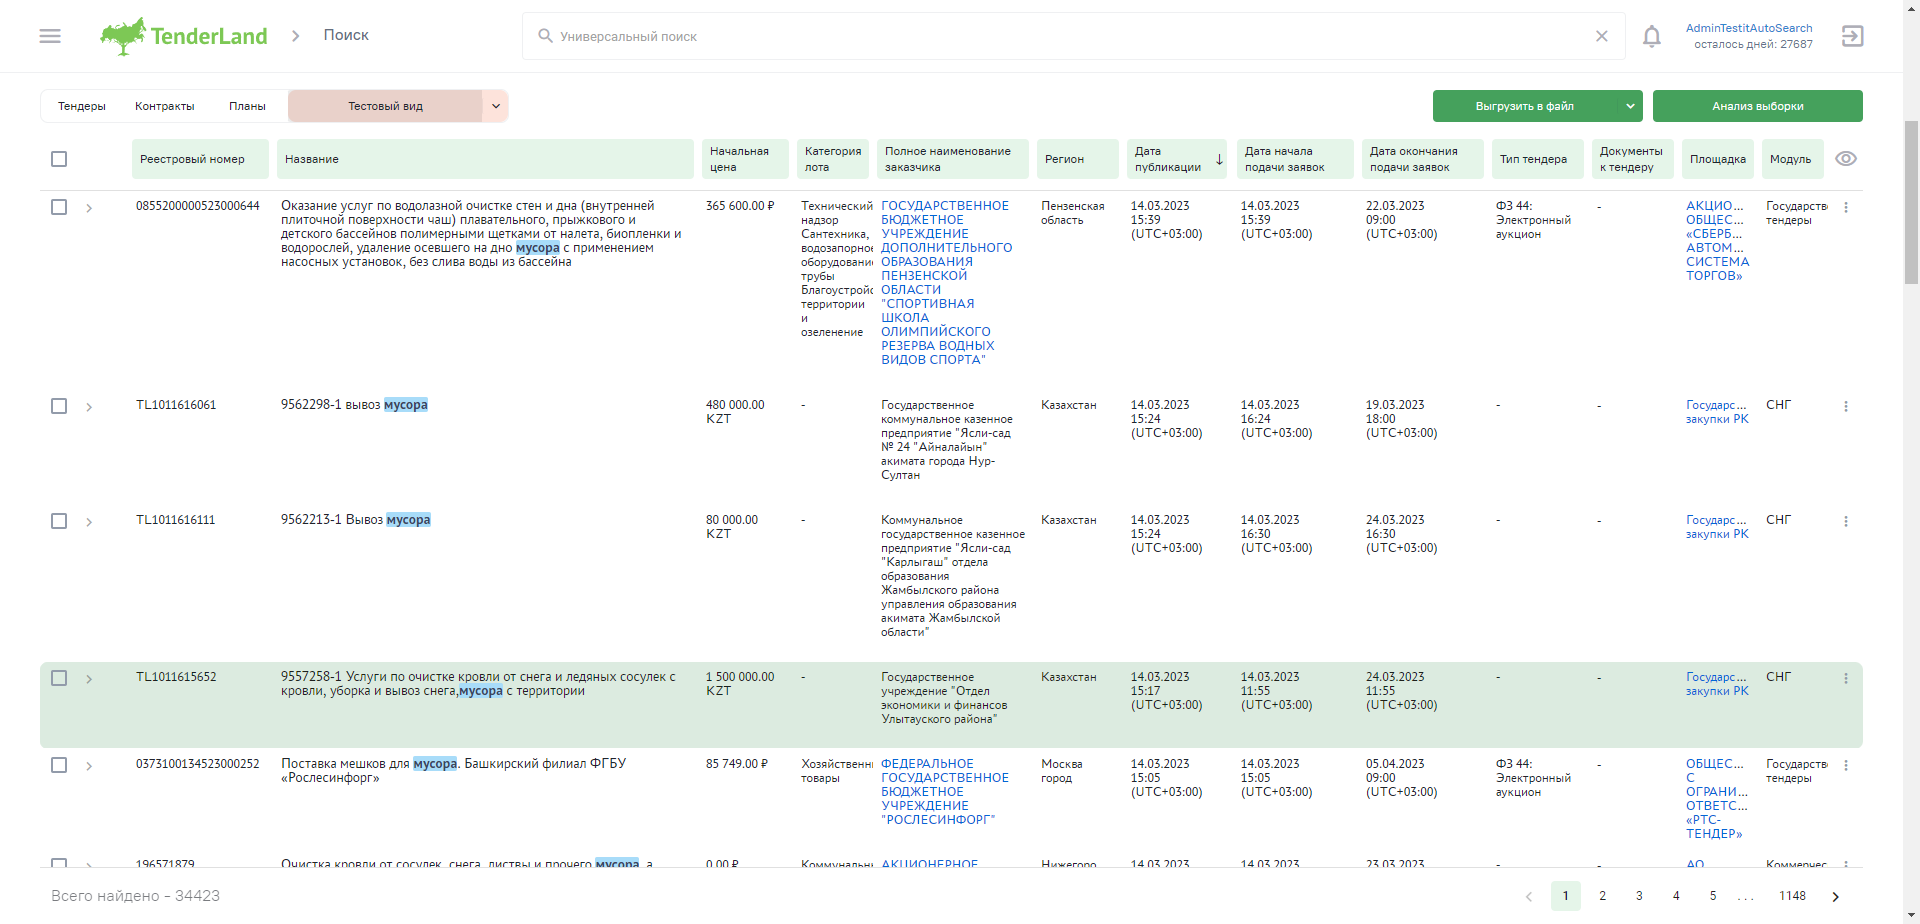 TenderLand
Поиск
Универсальный поиск
AdminTestitAutoSearch
осталось дней: 27687
Тендеры
Контракты
Планы
Тестовый вид
Выгрузить в файл
Анализ выборки
Реестровый номер
Название
Начальная
цена
Категория
лота
Полное наименование
заказчика
Регион
Дата
публикации
Дата начала
подачи заявок
Дата окончания
подачи заявок
Тип тендера
Документы
к тендеру
Площадка
Модуль
0855200000523000644
Оказание услуг по водолазной очистке стен и дна (внутренней
плиточной поверхности чаш) плавательного, прыжкового и
детского бассейнов полимерными щетками от налета, биопленки и
водорослей, удаление осевшего на дно мусора с применением
насосных установок, без слива воды из бассейна
365 600.00 ₽
Технический
надзор
Сантехника,
водозапорное
оборудование
трубы
Благоустройс
территории
и
озеленение
ГОСУДАРСТВЕННОЕ
БЮДЖЕТНОЕ
УЧРЕЖДЕНИЕ
ДОПОЛНИТЕЛЬНОГО
ОБРАЗОВАНИЯ
ПЕНЗЕНСКОЙ
ОБЛАСТИ
"СПОРТИВНАЯ
ШКОЛА
ОЛИМПИЙСКОГО
РЕЗЕРВА ВОДНЫХ
ВИДОВ СПОРТА"
Пензенская
область
14.03.2023
15:39
(UTC+03:00)
14.03.2023
15:39
(UTC+03:00)
22.03.2023
09:00
(UTC+03:00)
ФЗ 44:
Электронный
аукцион
-
АКЦИО...
ОБЩЕС...
«СБЕРБ...
АВТОМ...
СИСТЕМА
ТОРГОВ»
Государстве
тендеры
TL1011616061
9562298-1 вывоз мусора
480 000.00
KZT
-
Государственное
коммунальное казенное
предприятие "Ясли-сад
№ 24 "Айналайын"
акимата города Нур-
Султан
Казахстан
14.03.2023
15:24
(UTC+03:00)
14.03.2023
16:24
(UTC+03:00)
19.03.2023
18:00
(UTC+03:00)
-
-
Государс...
закупки РК
СНГ
TL1011616111
9562213-1 Вывоз мусора
80 000.00
KZT
-
Коммунальное
государственное казенное
предприятие "Ясли-сад
"Карлыгаш" отдела
образования
Жамбылского района
управления образования
акимата Жамбылской
области"
Казахстан
14.03.2023
15:24
(UTC+03:00)
14.03.2023
16:30
(UTC+03:00)
24.03.2023
16:30
(UTC+03:00)
-
-
Государс...
закупки РК
СНГ
TL1011615652
9557258-1 Услуги по очистке кровли от снега и ледяных сосулек с
кровли, уборка и вывоз снега,мусора с территории
1 500 000.00
KZT
-
Государственное
учреждение "Отдел
экономики и финансов
Улытауского района"
Казахстан
14.03.2023
15:17
(UTC+03:00)
14.03.2023
11:55
(UTC+03:00)
24.03.2023
11:55
(UTC+03:00)
-
-
Государс...
закупки РК
СНГ
0373100134523000252
Поставка мешков для мусора. Башкирский филиал ФГБУ
«Рослесинфорг»
85 749.00 ₽
Хозяйственн
товары
ФЕДЕРАЛЬНОЕ
ГОСУДАРСТВЕННОЕ
БЮДЖЕТНОЕ
УЧРЕЖДЕНИЕ
"РОСЛЕСИНФОРГ"
Москва
город
14.03.2023
15:05
(UTC+03:00)
14.03.2023
15:05
(UTC+03:00)
05.04.2023
09:00
(UTC+03:00)
ФЗ 44:
Электронный
аукцион
-
ОБЩЕС...
С
ОГРАНИ...
ОТВЕТС...
«РТС-
ТЕНДЕР»
Государстве
тендеры
196571879
Очистка кровли от сосулек, снега, листвы и прочего мусора, а
0.00 ₽
Коммунальн
АКЦИОНЕРНОЕ
Нижегоро
14.03.2023
14.03.2023
23.03.2023
-
-
АО
Коммерчес
Всего найдено - 34423
1
2
3
4
5
...
1148